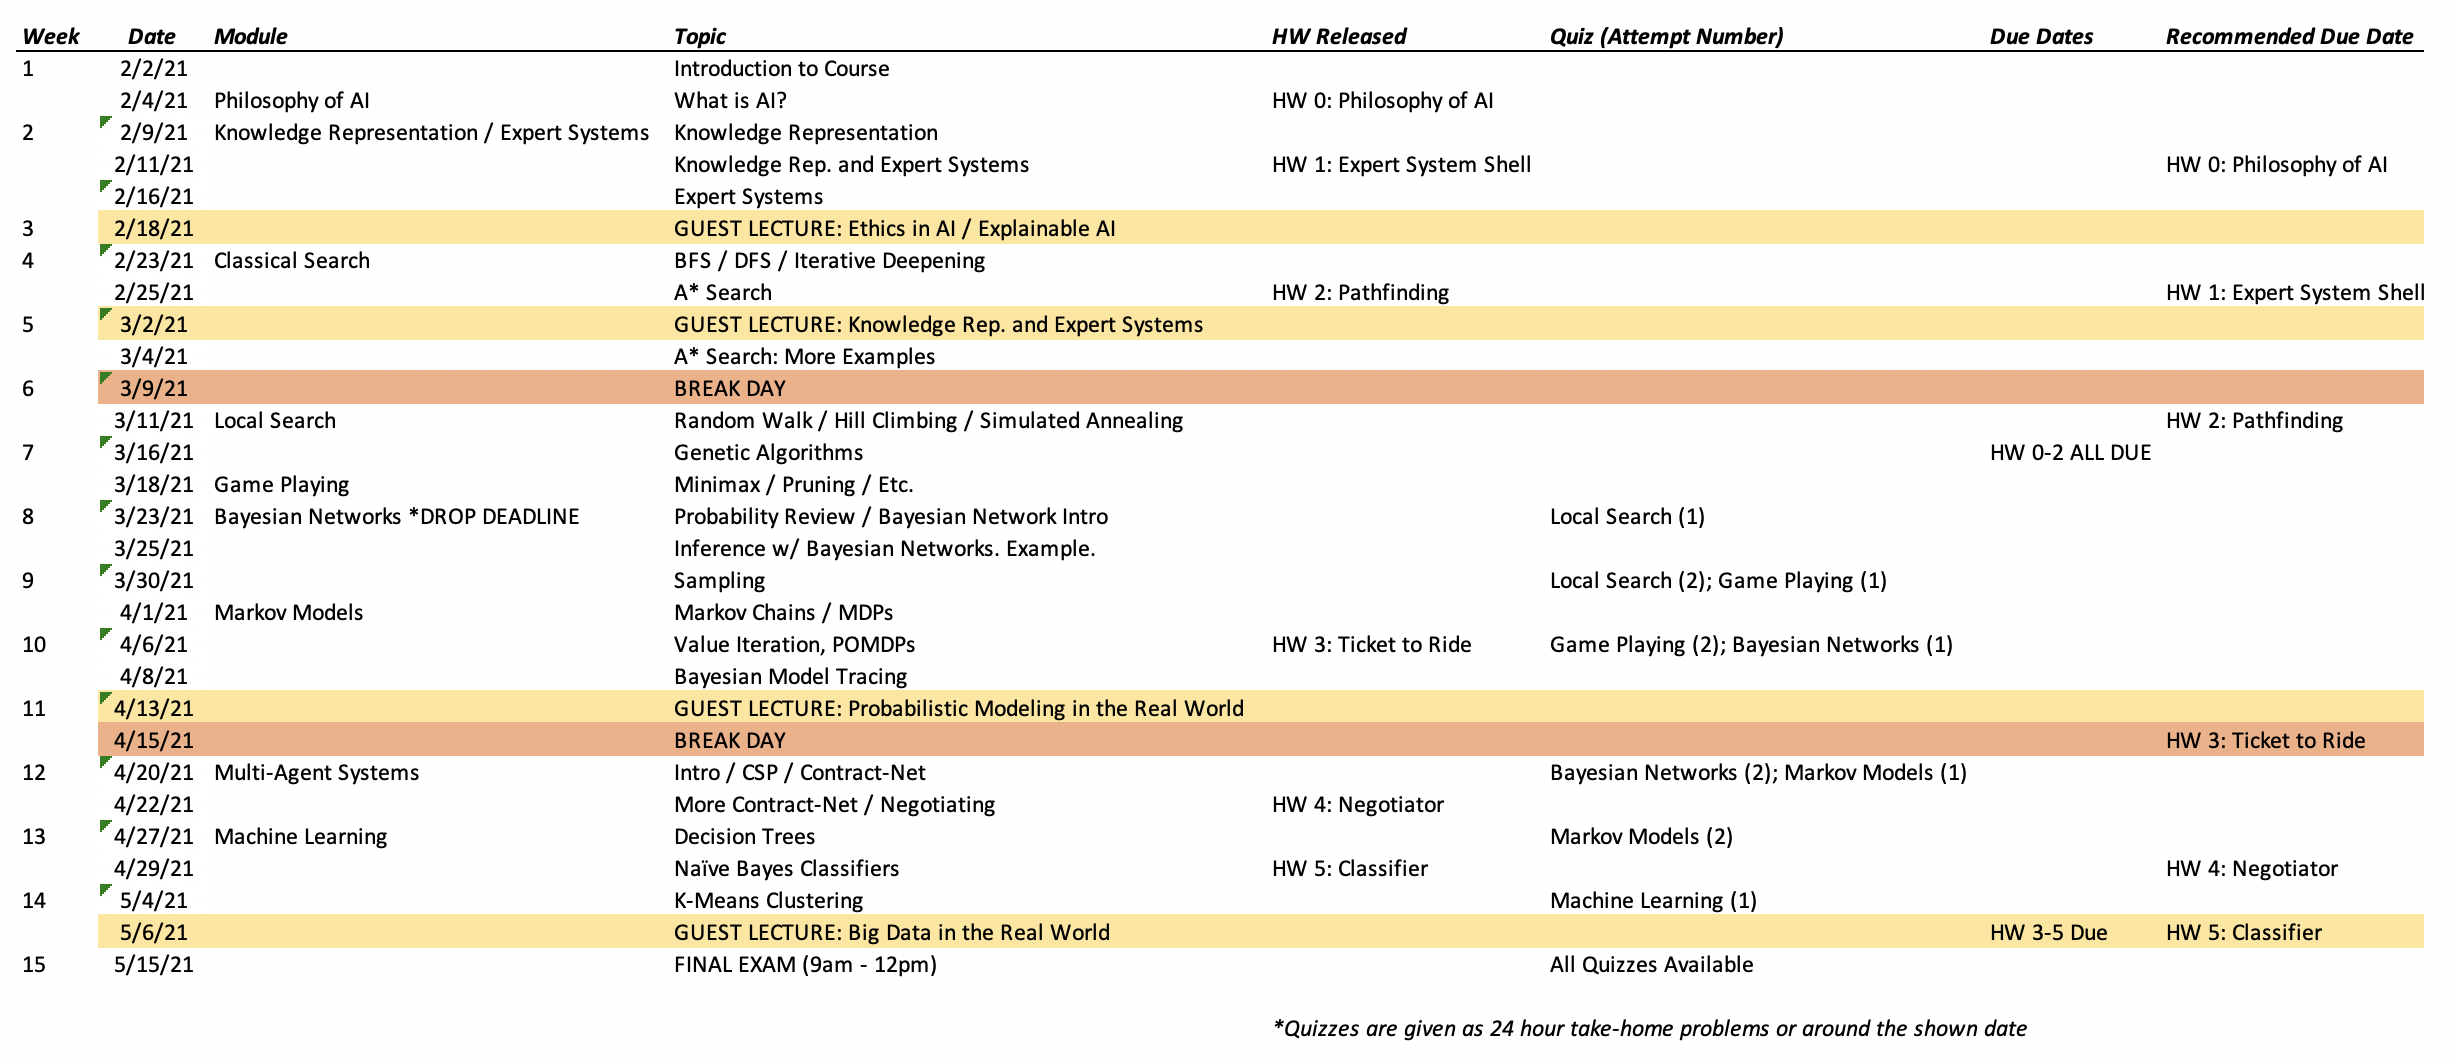 Week Date Module Topic HW Released Quiz (Attempt Number) Due Dates Recommended Due Date
1 2/2/21 Introduction to Course
2/4/21 Philosophy of AI What is AI? HW 0: Philosophy of AI
2 2/9/21 Knowledge Representation / Expert Systems Knowledge Representation
2/11/21 Knowledge Rep. and Expert Systems HW 1: Expert System Shell HW 0: Philosophy of AI
2/16/21 Expert Systems
3 2/18/21 GUEST LECTURE: Ethics in AI / Explainable AI
4 2/23/21 Classical Search BFS / DFS / Iterative Deepening
2/25/21 A* Search HW 2: Pathfinding HW 1: Expert System Shell
5 3/2/21 GUEST LECTURE: Knowledge Rep. and Expert Systems
3/4/21 A* Search: More Examples
6 3/9/21 BREAK DAY
3/11/21 Local Search Random Walk / Hill Climbing / Simulated Annealing HW 2: Pathfinding
7 3/16/21 Genetic Algorithms HW 0-2 ALL DUE
3/18/21 Game Playing Minimax / Pruning / Etc.
8 3/23/21 Bayesian Networks *DROP DEADLINE Probability Review / Bayesian Network Intro Local Search (1)
3/25/21 Inference w/ Bayesian Networks. Example.
9 3/30/21 Sampling Local Search (2); Game Playing (1)
4/1/21 Markov Models Markov Chains / MDPs
10 4/6/21 Value Iteration, POMDPs HW 3: Ticket to Ride Game Playing (2); Bayesian Networks (1)
4/8/21 Bayesian Model Tracing
11 4/13/21 GUEST LECTURE: Probabilistic Modeling in the Real World
4/15/21 BREAK DAY HW 3: Ticket to Ride
12 4/20/21 Multi-Agent Systems Intro / CSP / Contract-Net Bayesian Networks (2); Markov Models (1)
4/22/21 More Contract-Net / Negotiating HW 4: Negotiator
13 4/27/21 Machine Learning Decision Trees Markov Models (2)
4/29/21 Naïve Bayes Classifiers HW 5: Classifier HW 4: Negotiator
14 5/4/21 K-Means Clustering Machine Learning (1)
5/6/21 GUEST LECTURE: Big Data in the Real World HW 3-5 Due HW 5: Classifier
15 5/15/21 FINAL EXAM (9am - 12pm) All Quizzes Available
*Quizzes are given as 24 hour take-home problems or around the shown date